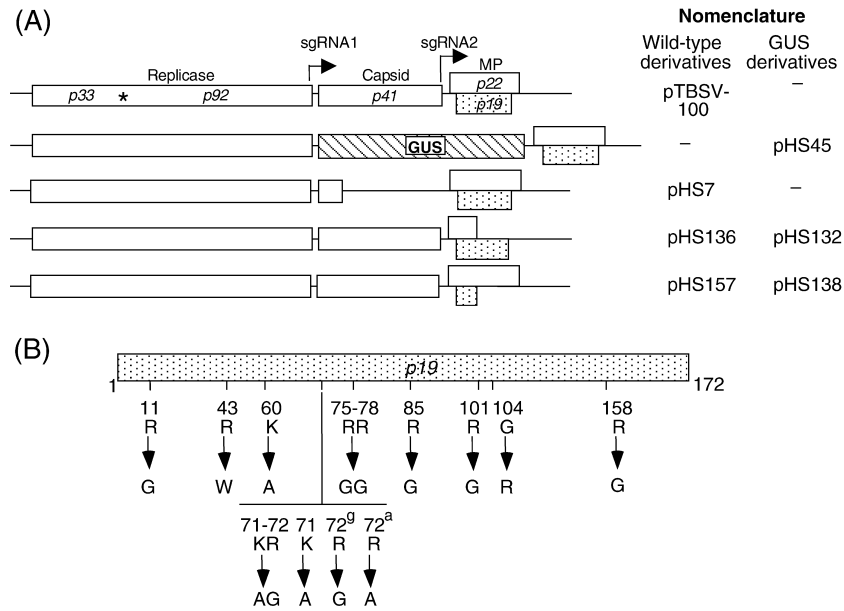 (A)
Nomenclature
Wild-type derivatives
GUS derivatives
sgRNA1
sgRNA2
Replicase
Capsid
MP
p33 * p92
p41
p22
p19
pTBSV-100
–
GUS
–
pHS45
pHS7
–
pHS136
pHS132
pHS157
pHS138
(B)
p19
1
172
11 43 60 75-78 85 101 104 158
R R K RR R R G R
G W A GG G G R G
71-72 71 72g 72a
KR K R R
AG A G A